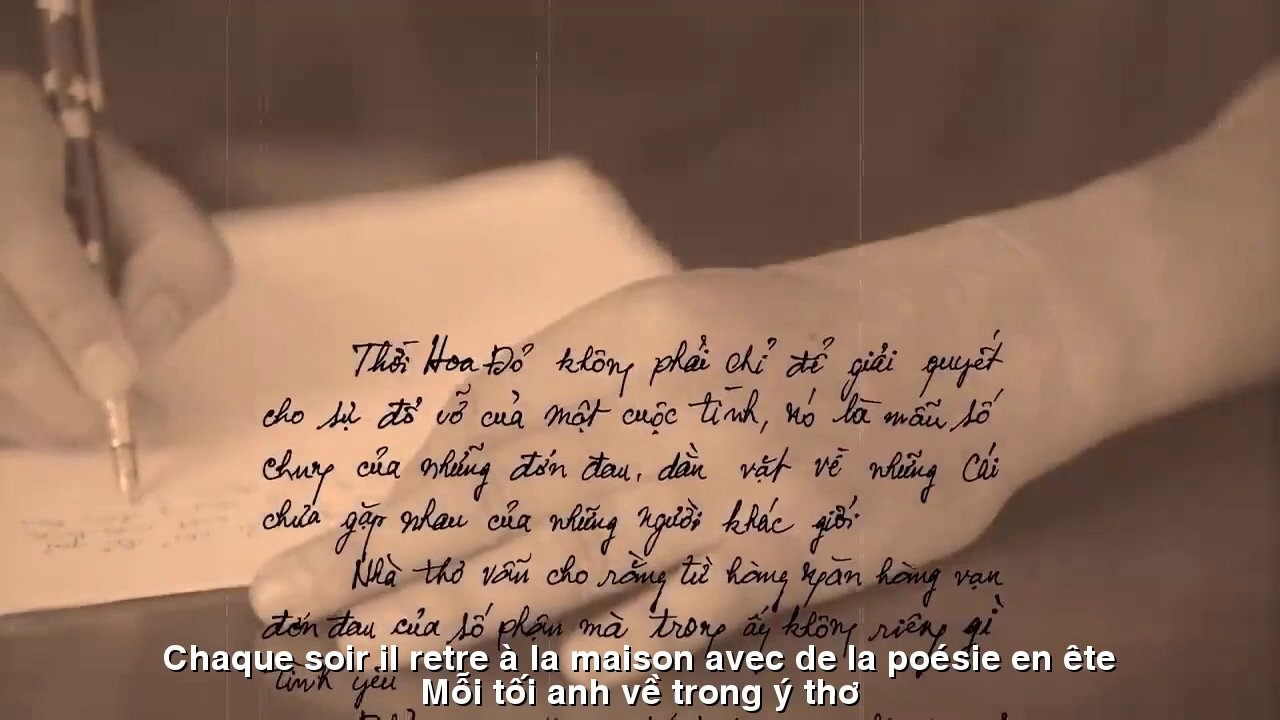 Thời Hoa Đỏ không phải chỉ để giải quyết
cho sự đổ vỡ của một cuộc tình, nó là mẫu số
chung của những đớn đau, dằn vặt về những cái
chưa gặp nhau của những người khác giới.
Nhà thơ vẫn cho rằng từ hàng ngàn hàng vạn
đớn đau của số phận mà trong ấy không riêng gì
tình yêu
Chaque soir il retre à la maison avec de la poésie en ête
Mỗi tối anh về trong ý thơ